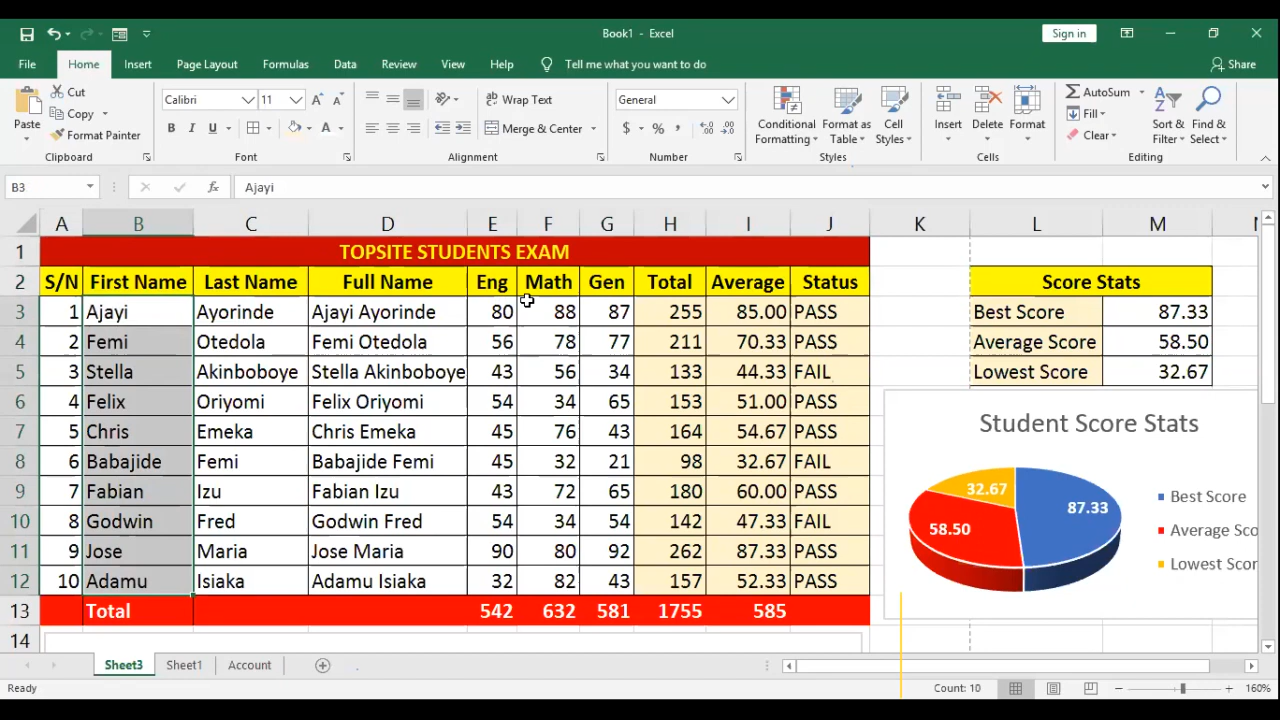 Book1 - Excel
Sign in
File Home Insert Page Layout Formulas Data Review View Help Tell me what you want to do Share
Paste
Cut
Copy
Format Painter
Clipboard
Calibri 11
B I U
Font
Wrap Text
Merge & Center
Alignment
General
$ % ,
Number
Conditional Formatting
Format as Table
Cell Styles
Styles
Insert
Delete
Format
Cells
AutoSum
Fill
Clear
Sort & Filter
Find & Select
Editing
B3 fx Ajayi
A B C D E F G H I J K L M
1 TOPSITE STUDENTS EXAM
2 S/N First Name Last Name Full Name Eng Math Gen Total Average Status Score Stats
3 1 Ajayi Ayorinde Ajayi Ayorinde 80 88 87 255 85.00 PASS Best Score 87.33
4 2 Femi Otedola Femi Otedola 56 78 77 211 70.33 PASS Average Score 58.50
5 3 Stella Akinboboye Stella Akinboboye 43 56 34 133 44.33 FAIL Lowest Score 32.67
6 4 Felix Oriyomi Felix Oriyomi 54 34 65 153 51.00 PASS
7 5 Chris Emeka Chris Emeka 45 76 43 164 54.67 PASS
8 6 Babajide Femi Babajide Femi 45 32 21 98 32.67 FAIL
9 7 Fabian Izu Fabian Izu 43 72 65 180 60.00 PASS
10 8 Godwin Fred Godwin Fred 54 34 54 142 47.33 FAIL
11 9 Jose Maria Jose Maria 90 80 92 262 87.33 PASS
12 10 Adamu Isiaka Adamu Isiaka 32 82 43 157 52.33 PASS
13 Total 542 632 581 1755 585
14
Student Score Stats
32.67
87.33
58.50
Best Score
Average Sco
Lowest Scor
Sheet3 Sheet1 Account
Ready Count: 10 160%